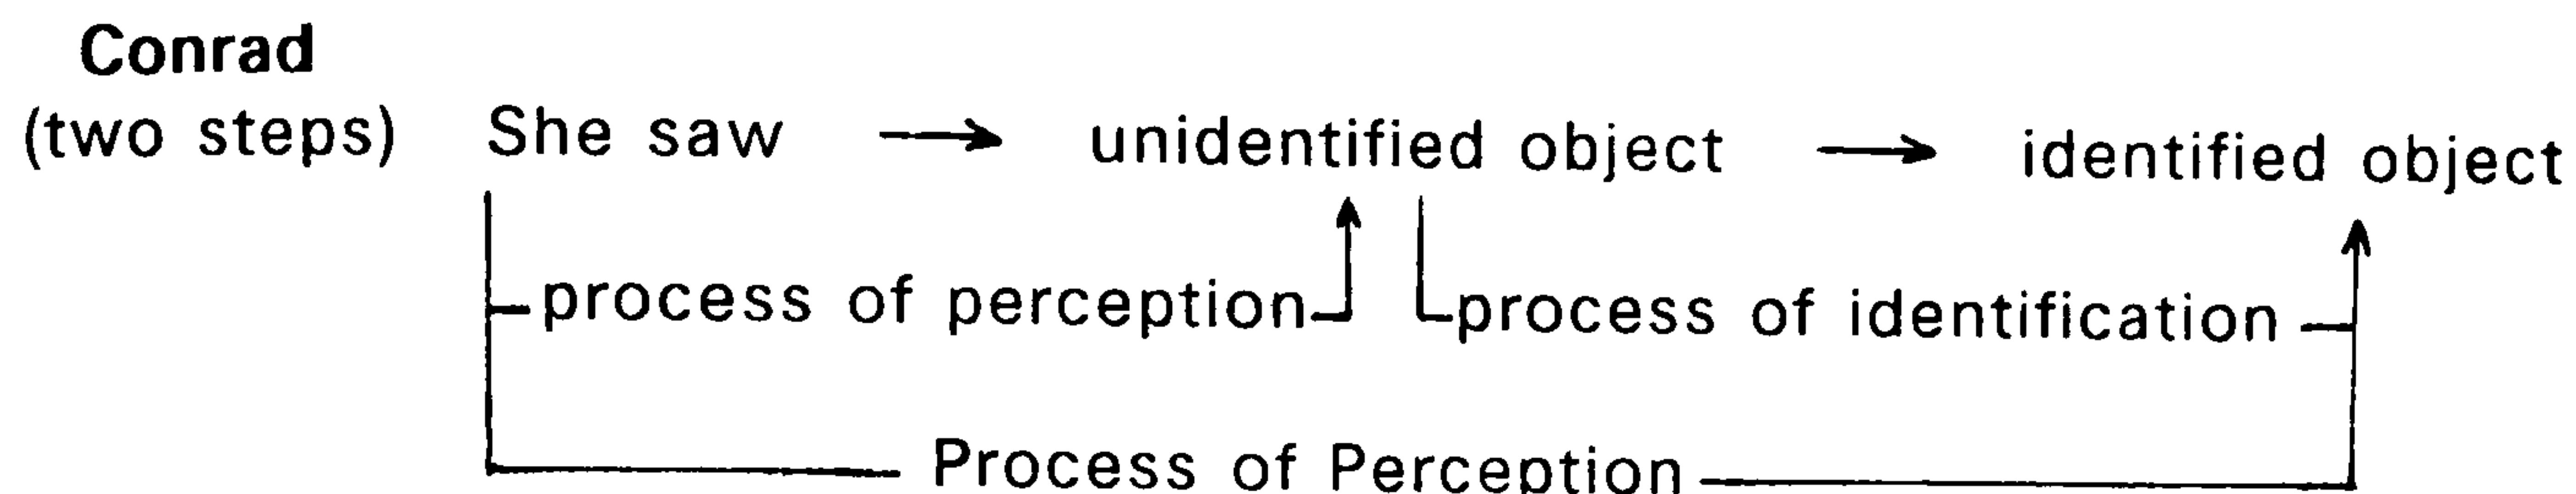 Conrad
(two steps) She saw → unidentified object → identified object
process of perception process of identification
Process of Perception